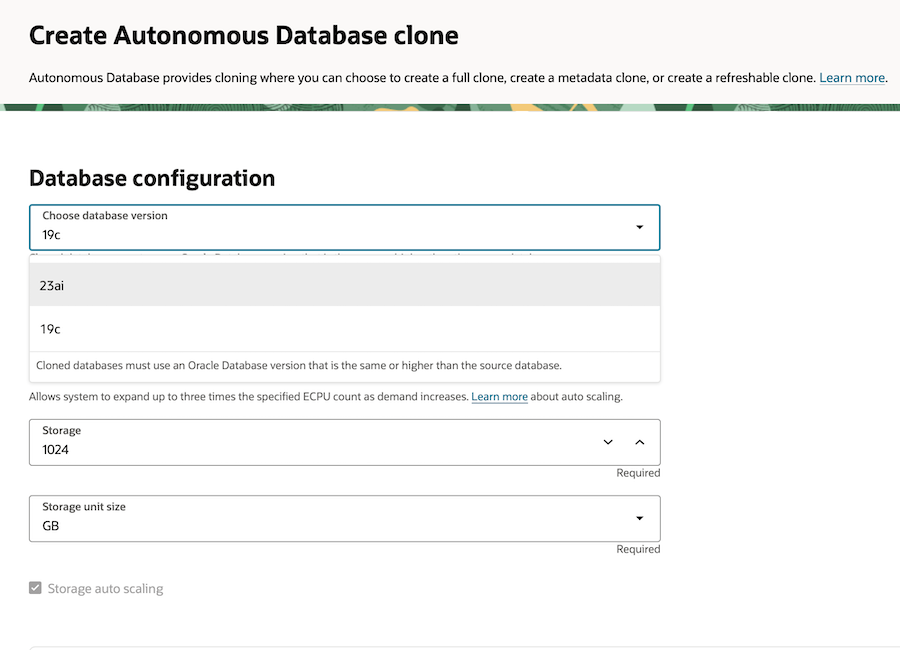 Create Autonomous Database clone
Autonomous Database provides cloning where you can choose to create a full clone, create a metadata clone, or create a refreshable clone. Learn more.
Database configuration
Choose database version
19c
23ai
19c
Cloned databases must use an Oracle Database version that is the same or higher than the source database.
Allows system to expand up to three times the specified ECPU count as demand increases. Learn more about auto scaling.
Storage
1024
Required
Storage unit size
GB
Required
Storage auto scaling